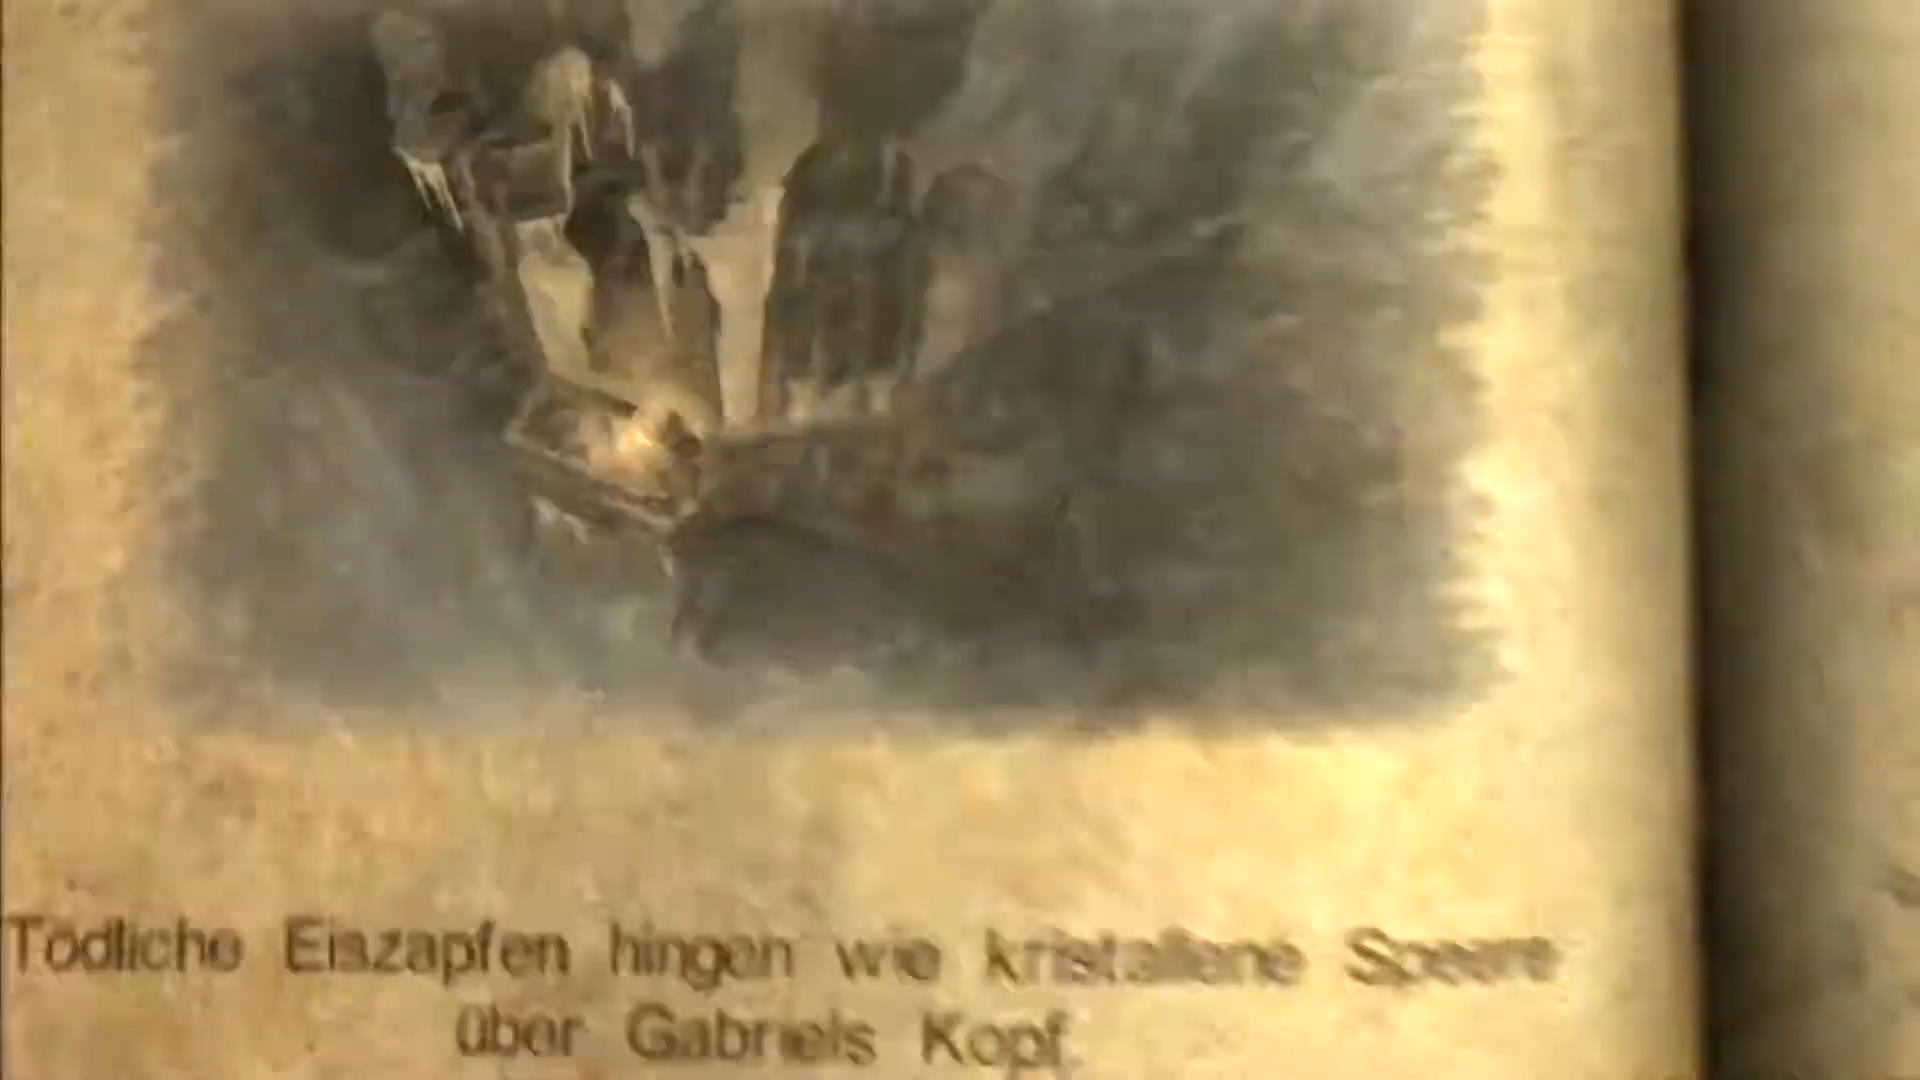 Tödliche Eiszapfen hingen wie kristallene Speere
über Gabriels Kopf.